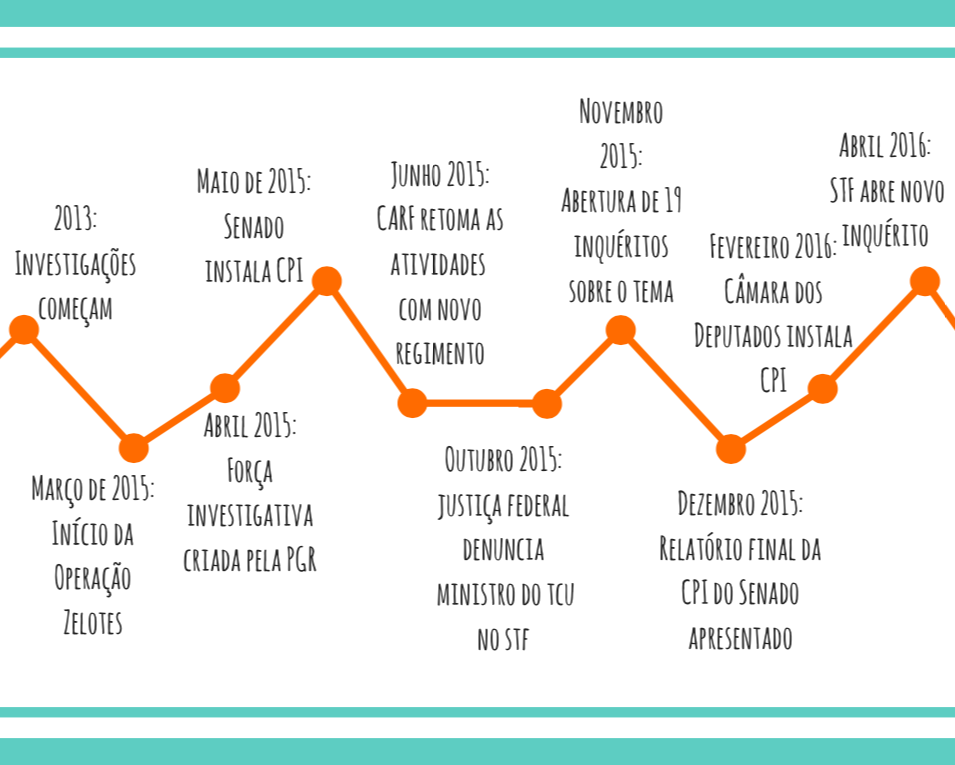 2013:
Investigações
começam
Março de 2015:
Início da
Operação
Zelotes
Abril 2015:
Força
investigativa
criada pela PGR
Maio de 2015:
Senado
instala CPI
Junho 2015:
CARF retoma as
atividades
com novo
regimento
Outubro 2015:
justiça federal
denuncia
ministro do tcu
no stf
Novembro
2015:
Abertura de 19
inquéritos
sobre o tema
Dezembro 2015:
Relatório final da
CPI do Senado
apresentado
Fevereiro 2016:
Câmara dos
Deputados instala
CPI
Abril 2016:
STF abre novo
inquérito